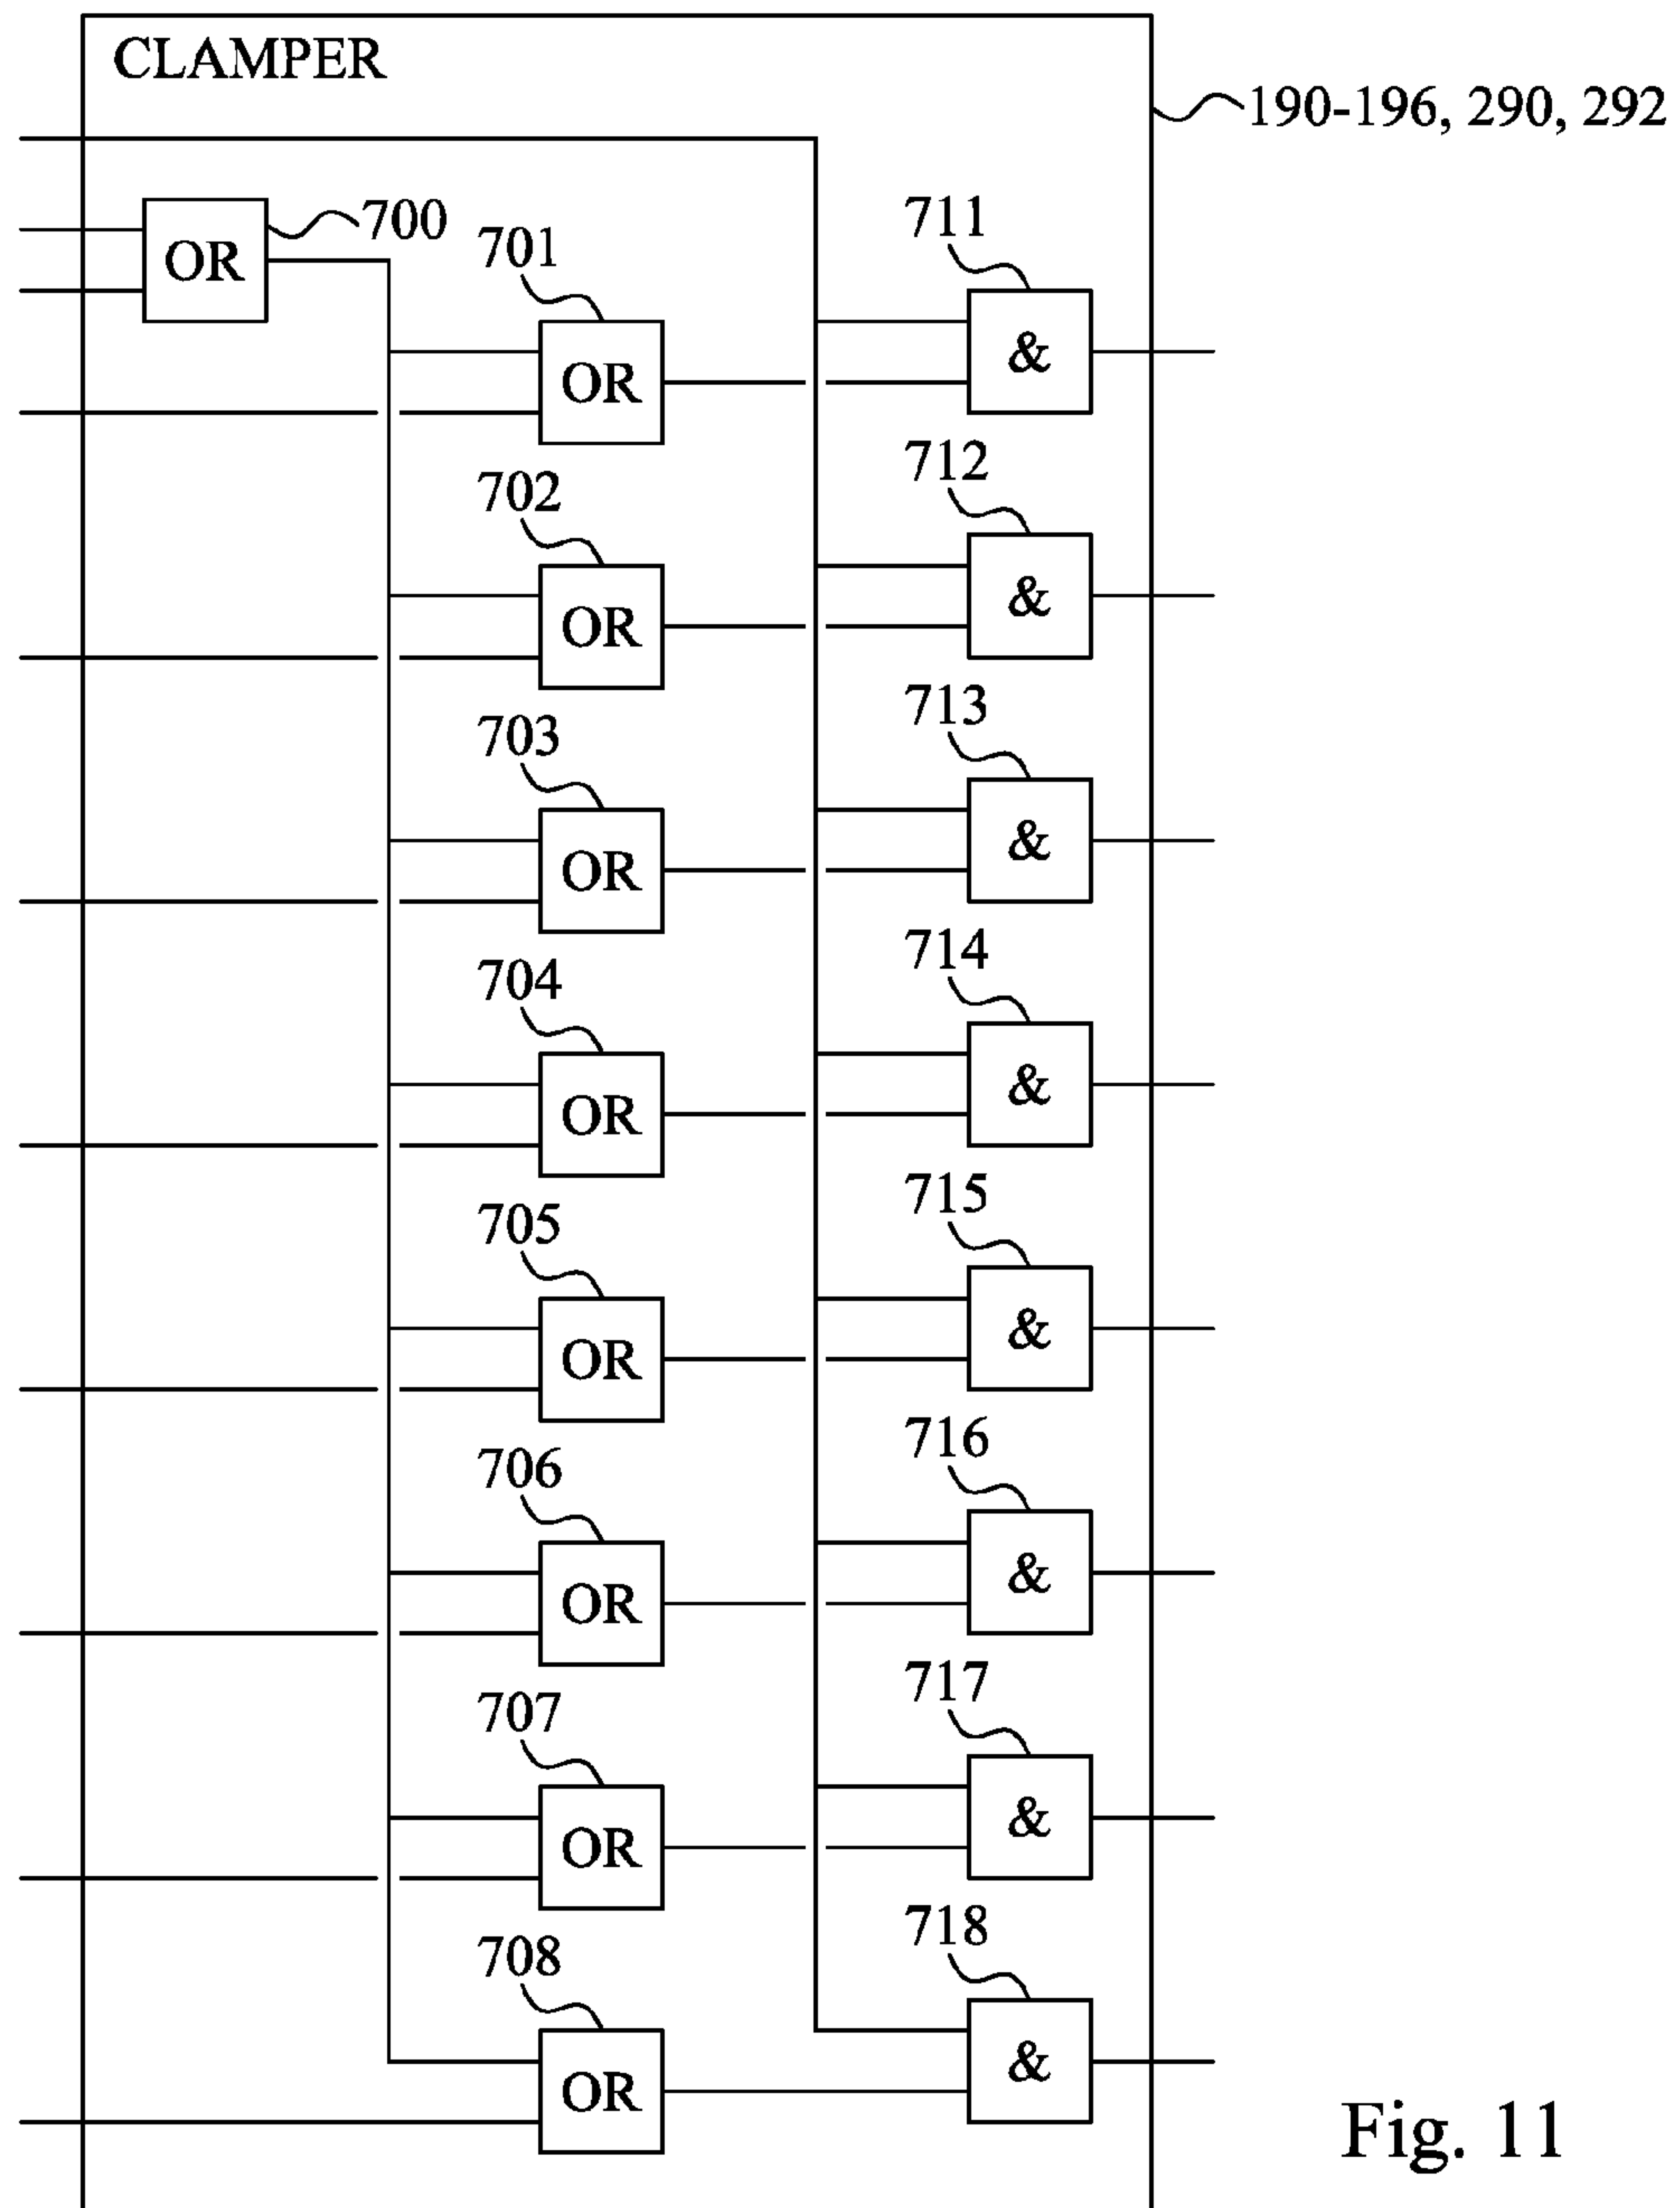 CLAMPER
190-196, 290, 292
700
OR
701
OR
711
&
702
OR
712
&
703
OR
713
&
704
OR
714
&
705
OR
715
&
706
OR
716
&
707
OR
717
&
708
OR
718
&
Fig. 11